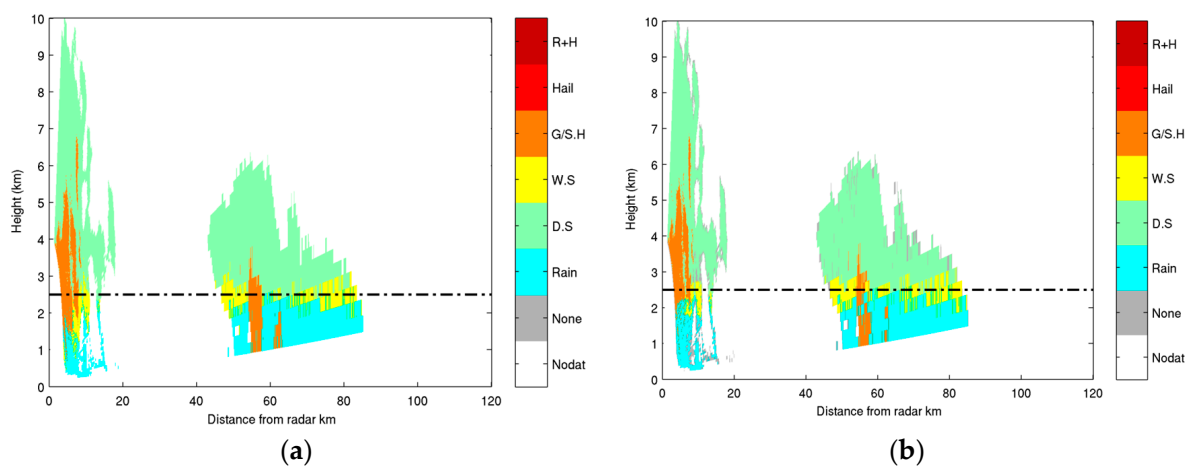 10
9
8
7
6
5
4
3
2
1
0
Height (km)
0 20 40 60 80 100 120
Distance from radar km
R+H
Hail
G/S.H
W.S
D.S
Rain
None
Nodat
(a)
10
9
8
7
6
5
4
3
2
1
0
Height (km)
0 20 40 60 80 100 120
Distance from radar km
R+H
Hail
G/S.H
W.S
D.S
Rain
None
Nodat
(b)